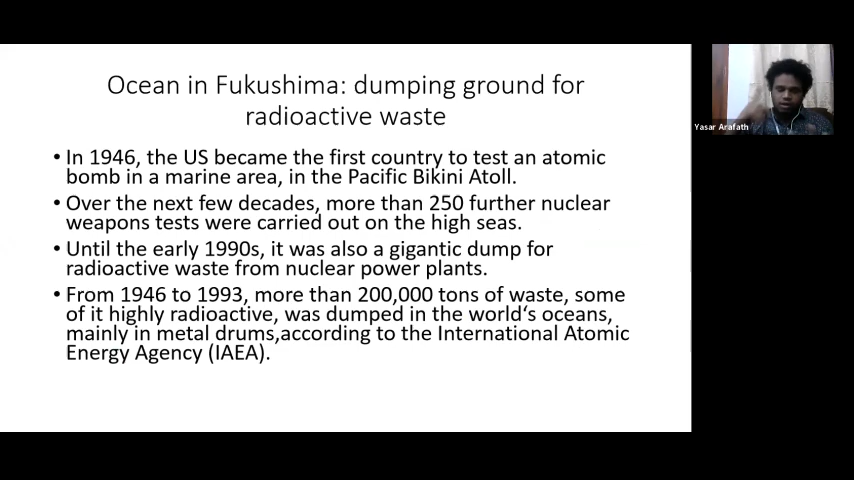 Ocean in Fukushima: dumping ground for
radioactive waste
• In 1946, the US became the first country to test an atomic
bomb in a marine area, in the Pacific Bikini Atoll.
• Over the next few decades, more than 250 further nuclear
weapons tests were carried out on the high seas.
• Until the early 1990s, it was also a gigantic dump for
radioactive waste from nuclear power plants.
• From 1946 to 1993, more than 200,000 tons of waste, some
of it highly radioactive, was dumped in the world‘s oceans,
mainly in metal drums,according to the International Atomic
Energy Agency (IAEA).
Yasar Arafath